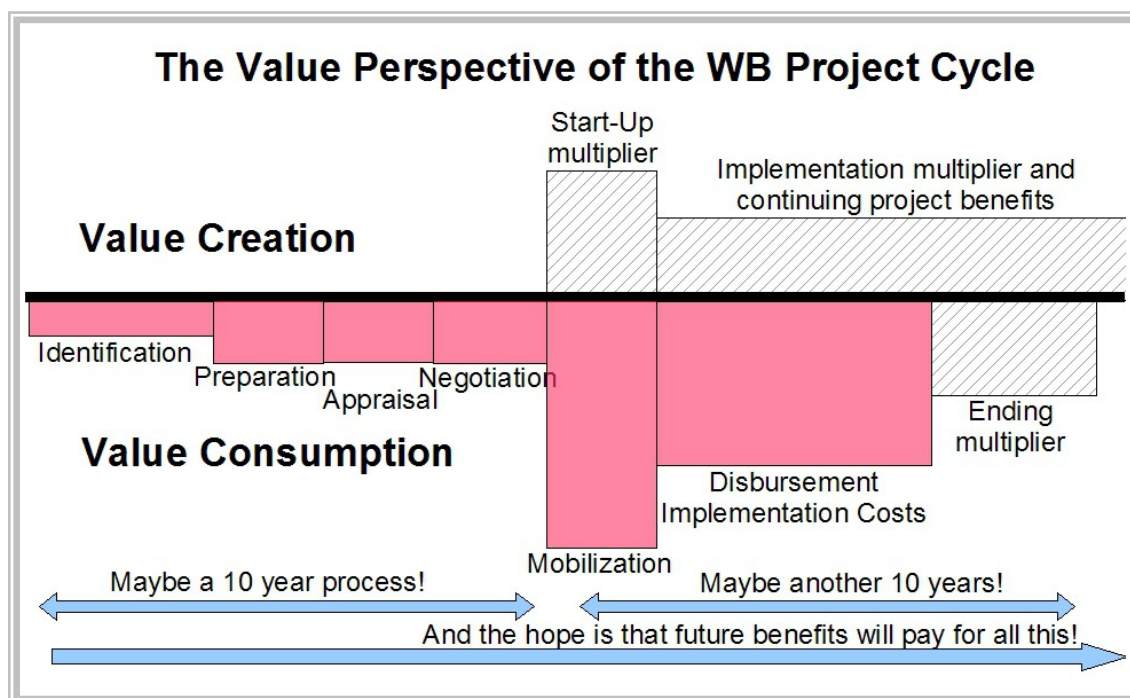 The Value Perspective of the WB Project Cycle
Start-Up
multiplier
Implementation multiplier and
continuing project benefits
Value Creation
Identification
Preparation
Appraisal
Negotiation
Value Consumption
Ending
multiplier
Disbursement
Implementation Costs
Mobilization
Maybe a 10 year process!
Maybe another 10 years!
And the hope is that future benefits will pay for all this!